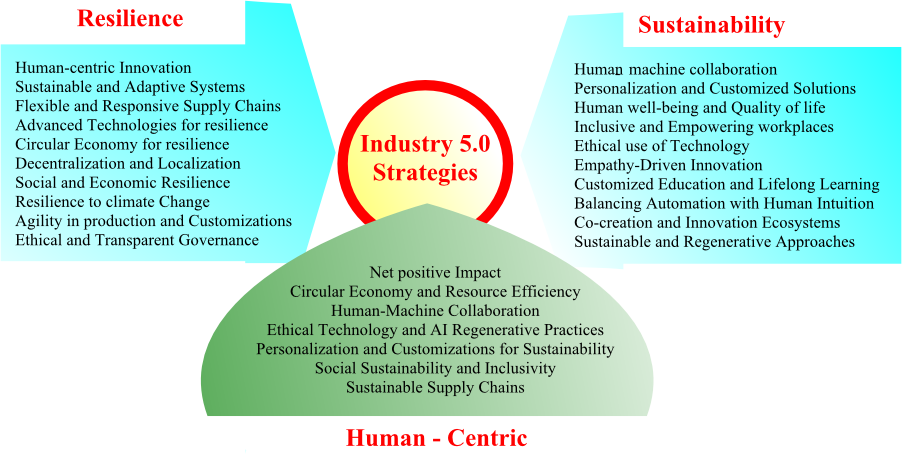 Resilience
Human-centric Innovation
Sustainable and Adaptive Systems
Flexible and Responsive Supply Chains
Advanced Technologies for resilience
Circular Economy for resilience
Decentralization and Localization
Social and Economic Resilience
Resilience to climate Change
Agility in production and Customizations
Ethical and Transparent Governance
Industry 5.0
Strategies
Sustainability
Human machine collaboration
Personalization and Customized Solutions
Human well-being and Quality of life
Inclusive and Empowering workplaces
Ethical use of Technology
Empathy-Driven Innovation
Customized Education and Lifelong Learning
Balancing Automation with Human Intuition
Co-creation and Innovation Ecosystems
Sustainable and Regenerative Approaches
Net positive Impact
Circular Economy and Resource Efficiency
Human-Machine Collaboration
Ethical Technology and AI Regenerative Practices
Personalization and Customizations for Sustainability
Social Sustainability and Inclusivity
Sustainable Supply Chains
Human - Centric